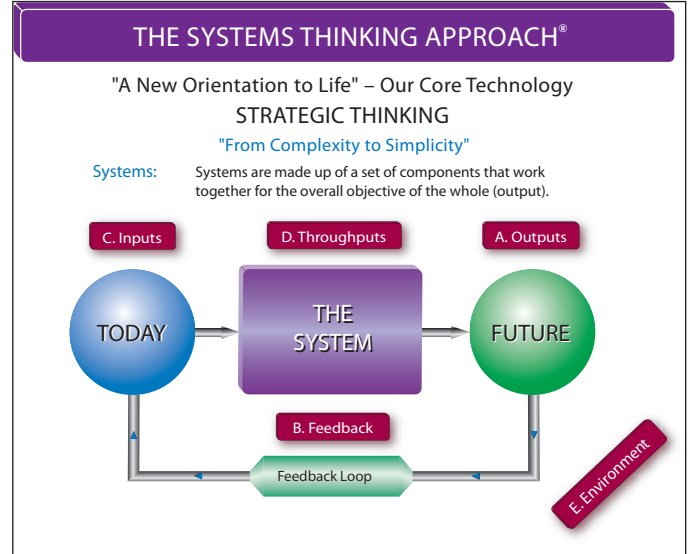 THE SYSTEMS THINKING APPROACH®
"A New Orientation to Life" – Our Core Technology
STRATEGIC THINKING
"From Complexity to Simplicity"
Systems: Systems are made up of a set of components that work
together for the overall objective of the whole (output).
C. Inputs
D. Throughputs
A. Outputs
TODAY
THE
SYSTEM
FUTURE
B. Feedback
Feedback Loop
E. Environment